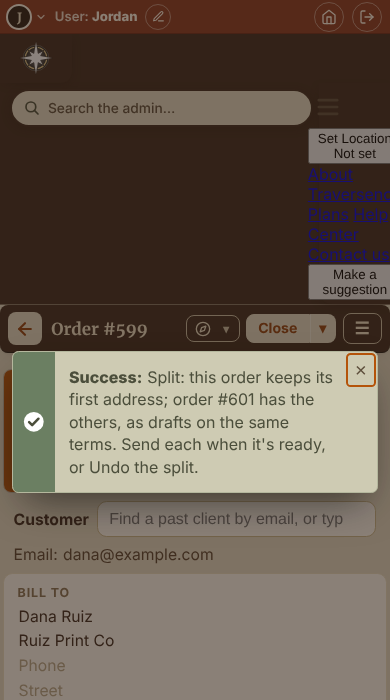 J
User: Jordan
Search the admin...
Set Location
Not set
About
Plans Help
Center
Contact us
Make a
suggestion
Order #599
Close
Success: Split: this order keeps its
first address; order #601 has the
others, as drafts on the same
terms. Send each when it's ready,
or Undo the split.
Customer
Find a past client by email, or typ
Email: dana@example.com
BILL TO
Dana Ruiz
Ruiz Print Co
Phone
Street